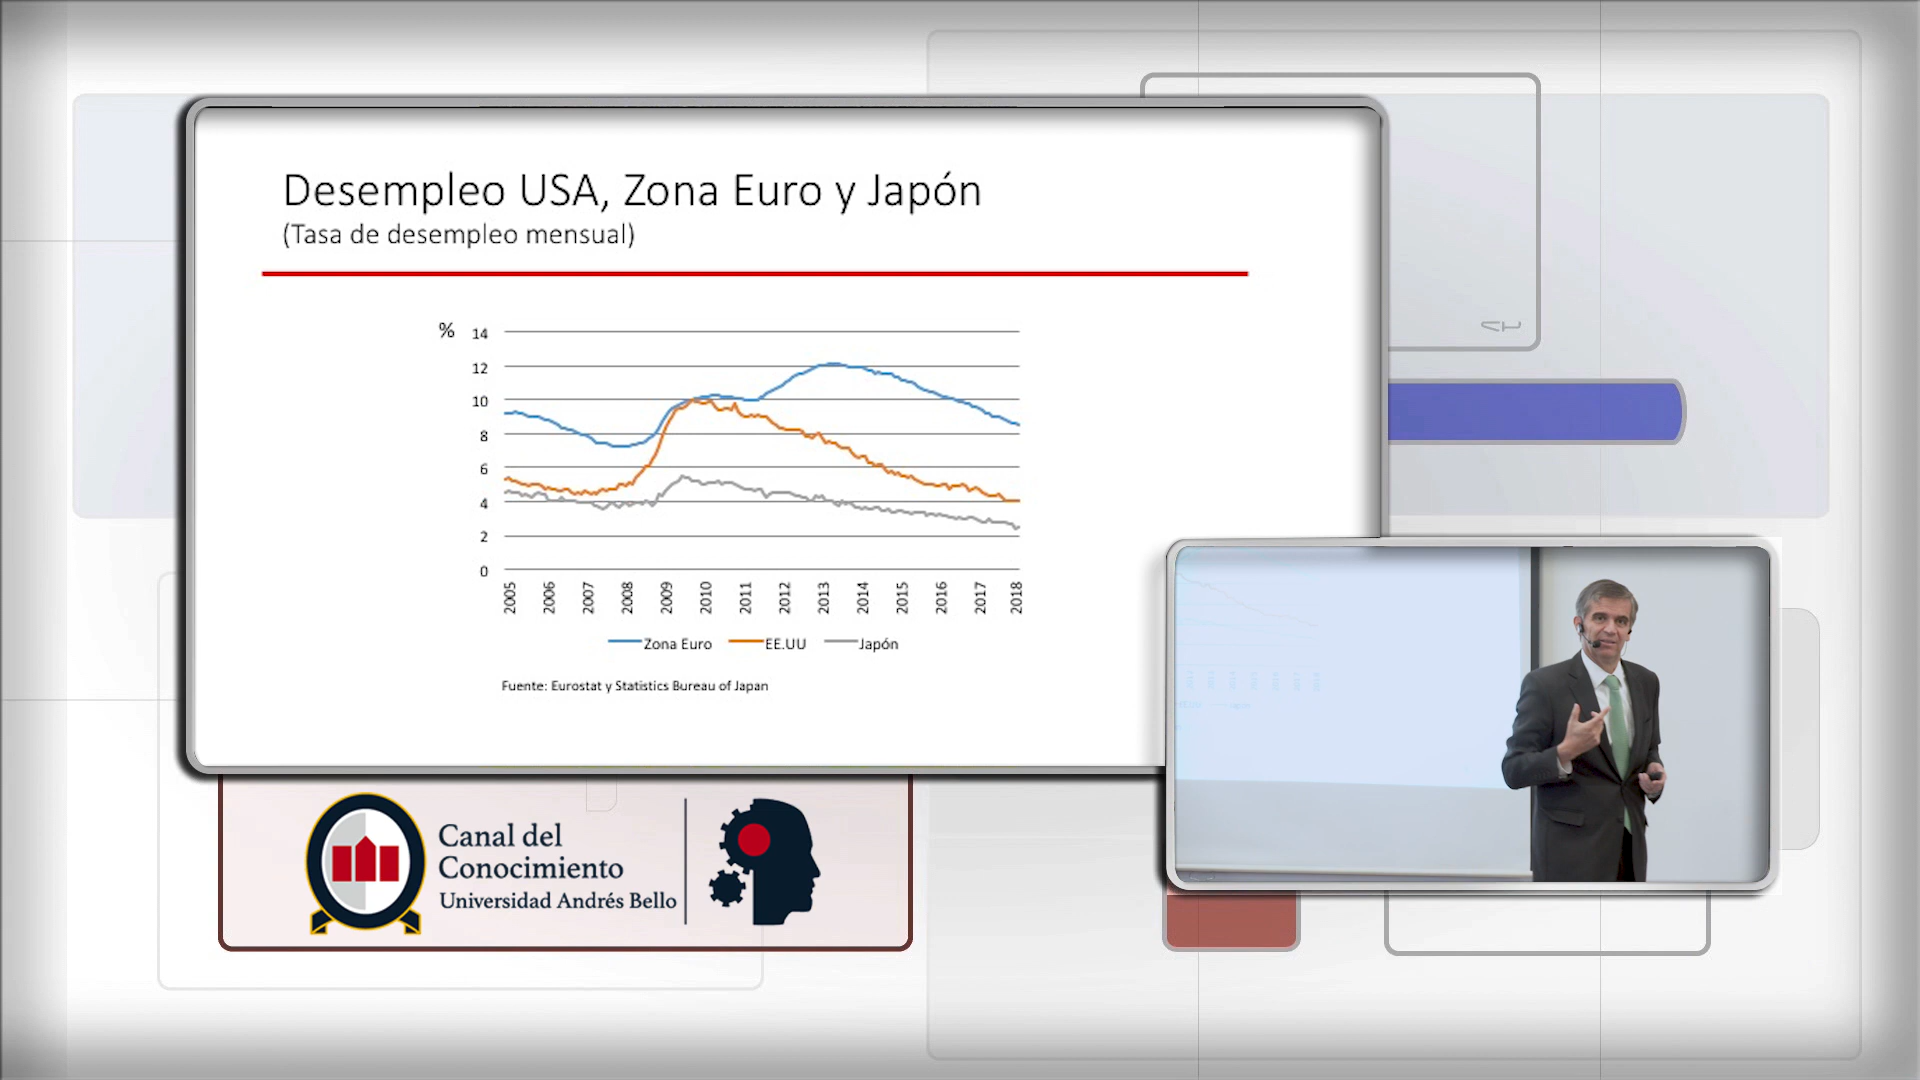 Desempleo USA, Zona Euro y Japón
(Tasa de desempleo mensual)
%
14
12
10
8
6
4
2
0
2005 2006 2007 2008 2009 2010 2011 2012 2013 2014 2015 2016 2017 2018
Zona Euro EE.UU Japón
Fuente: Eurostat y Statistics Bureau of Japan
Canal del
Conocimiento
Universidad Andrés Bello